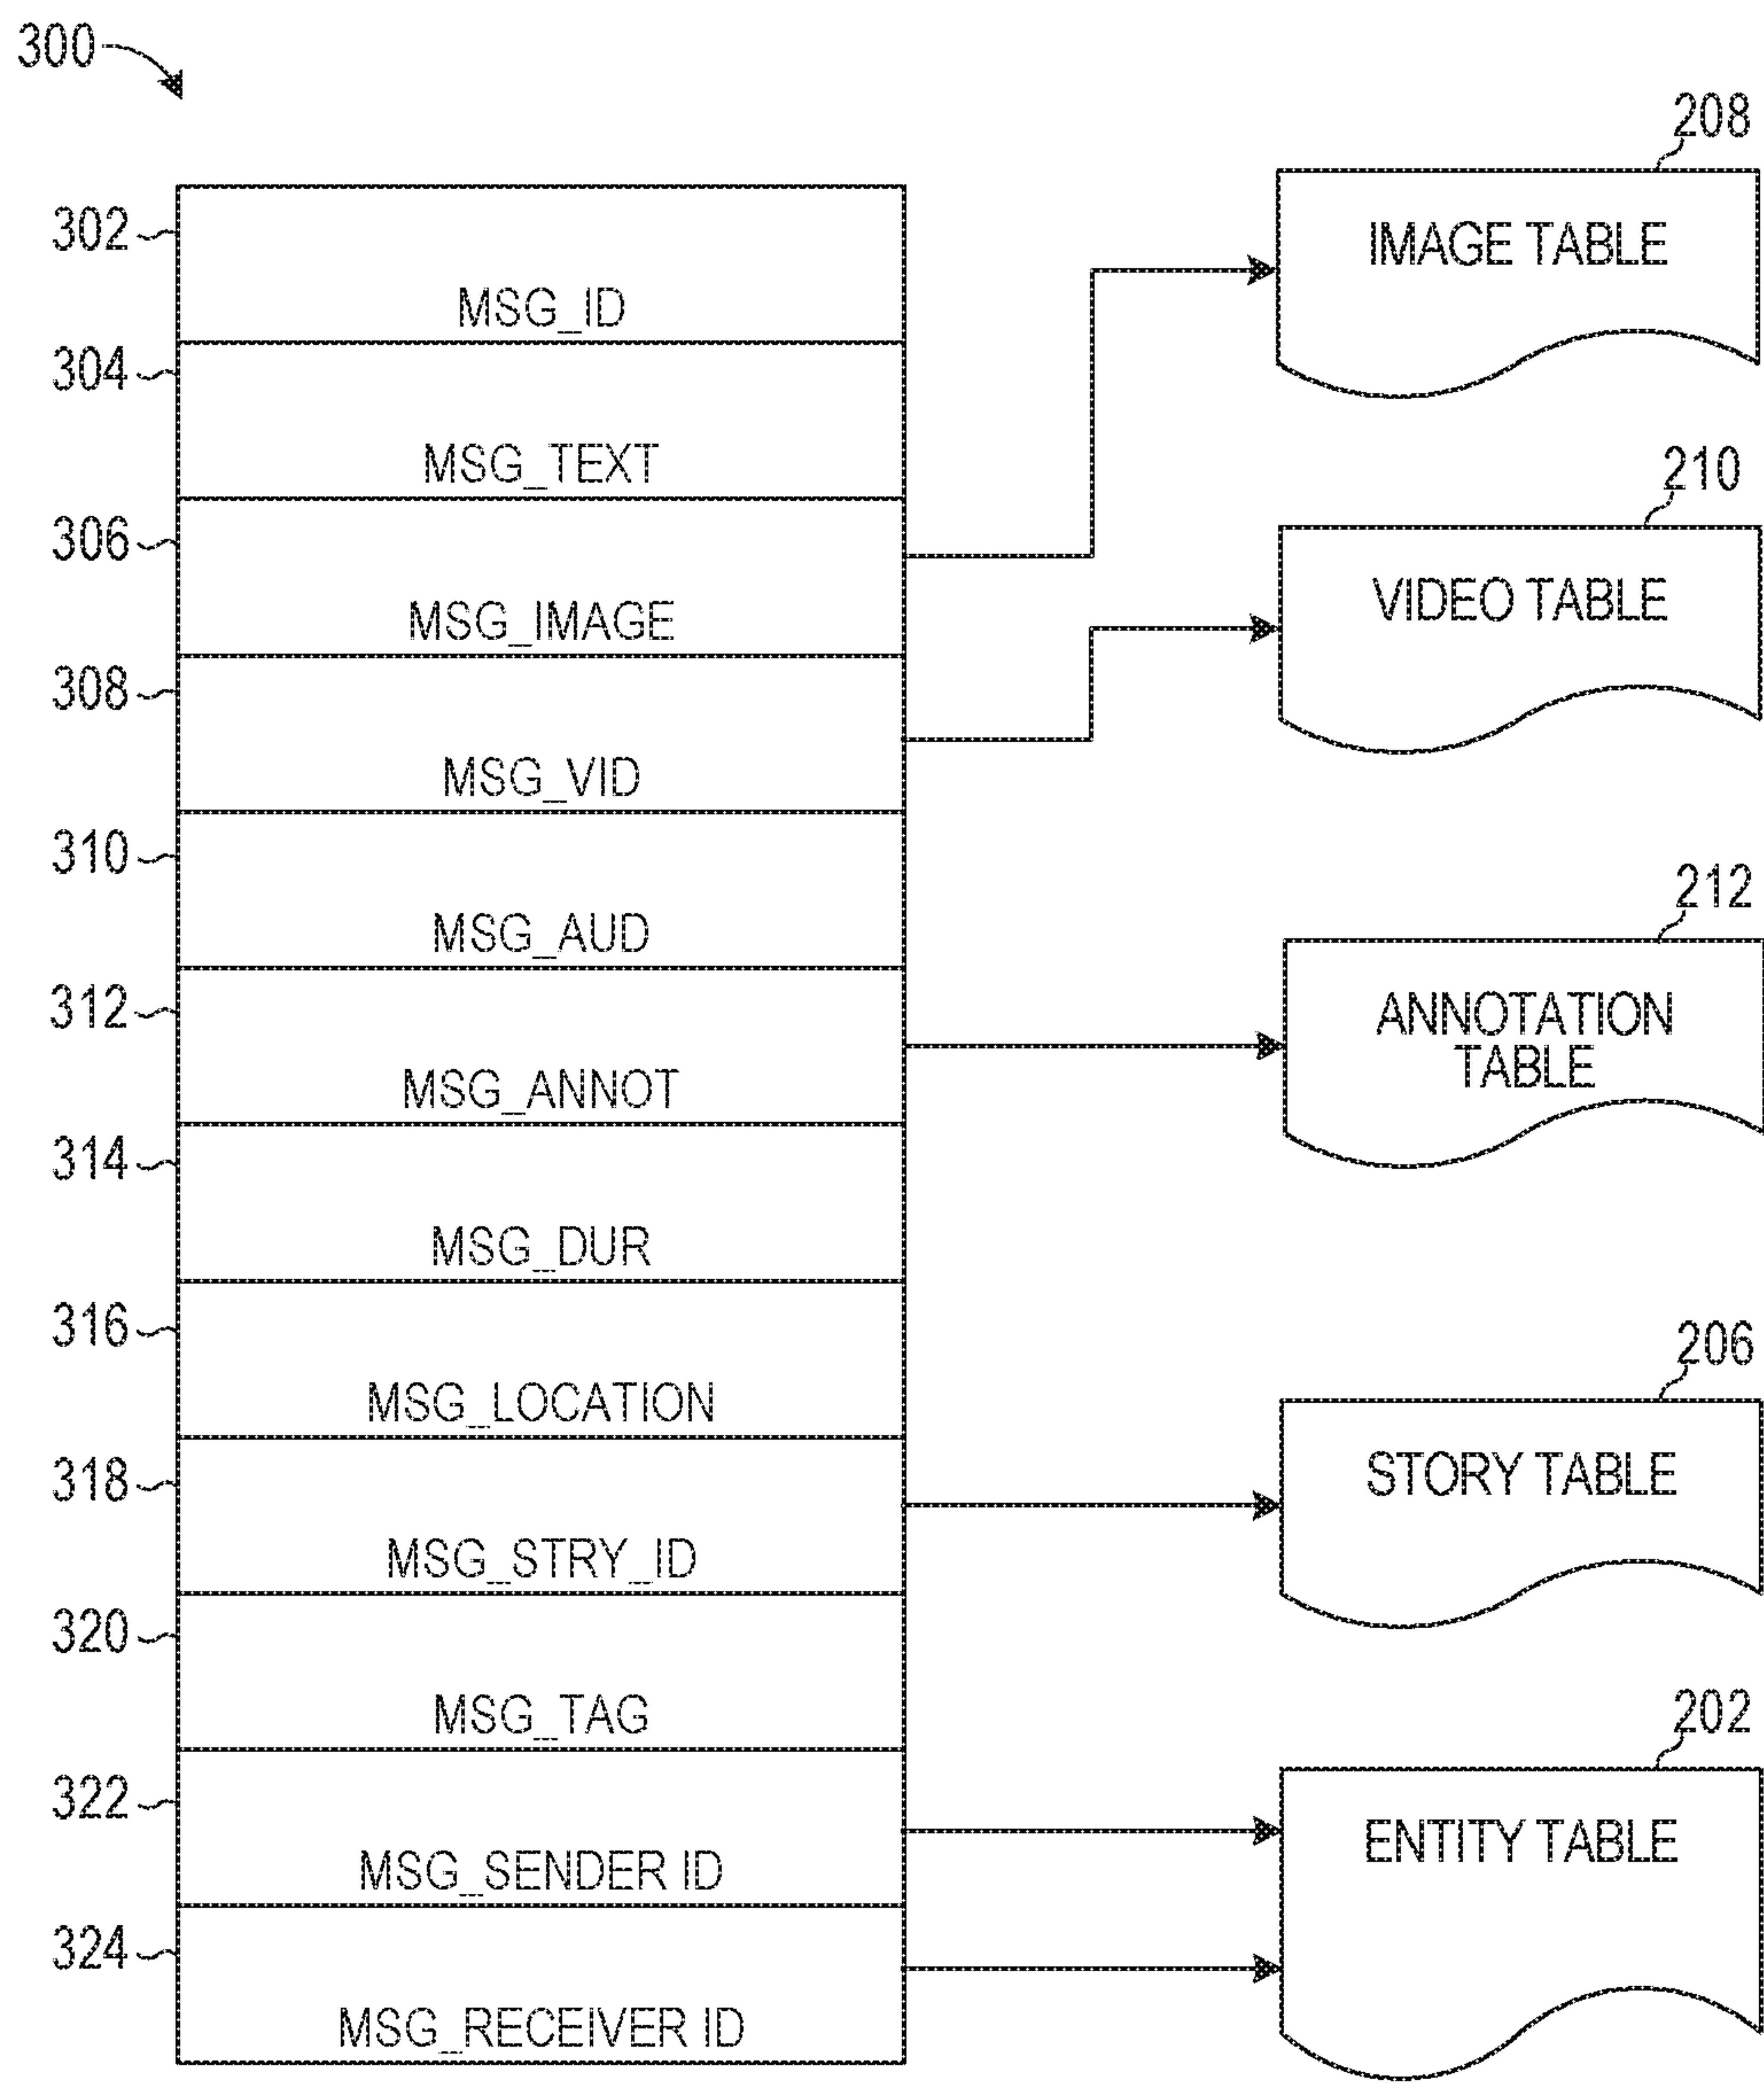 300
302
MSG_ID
304
MSG_TEXT
306
MSG_IMAGE
308
MSG_VID
310
MSG_AUD
312
MSG_ANNOT
314
MSG_DUR
316
MSG_LOCATION
318
MSG_STRY_ID
320
MSG_TAG
322
MSG_SENDER ID
324
MSG_RECEIVER ID
208
IMAGE TABLE
210
VIDEO TABLE
212
ANNOTATION
TABLE
206
STORY TABLE
202
ENTITY TABLE